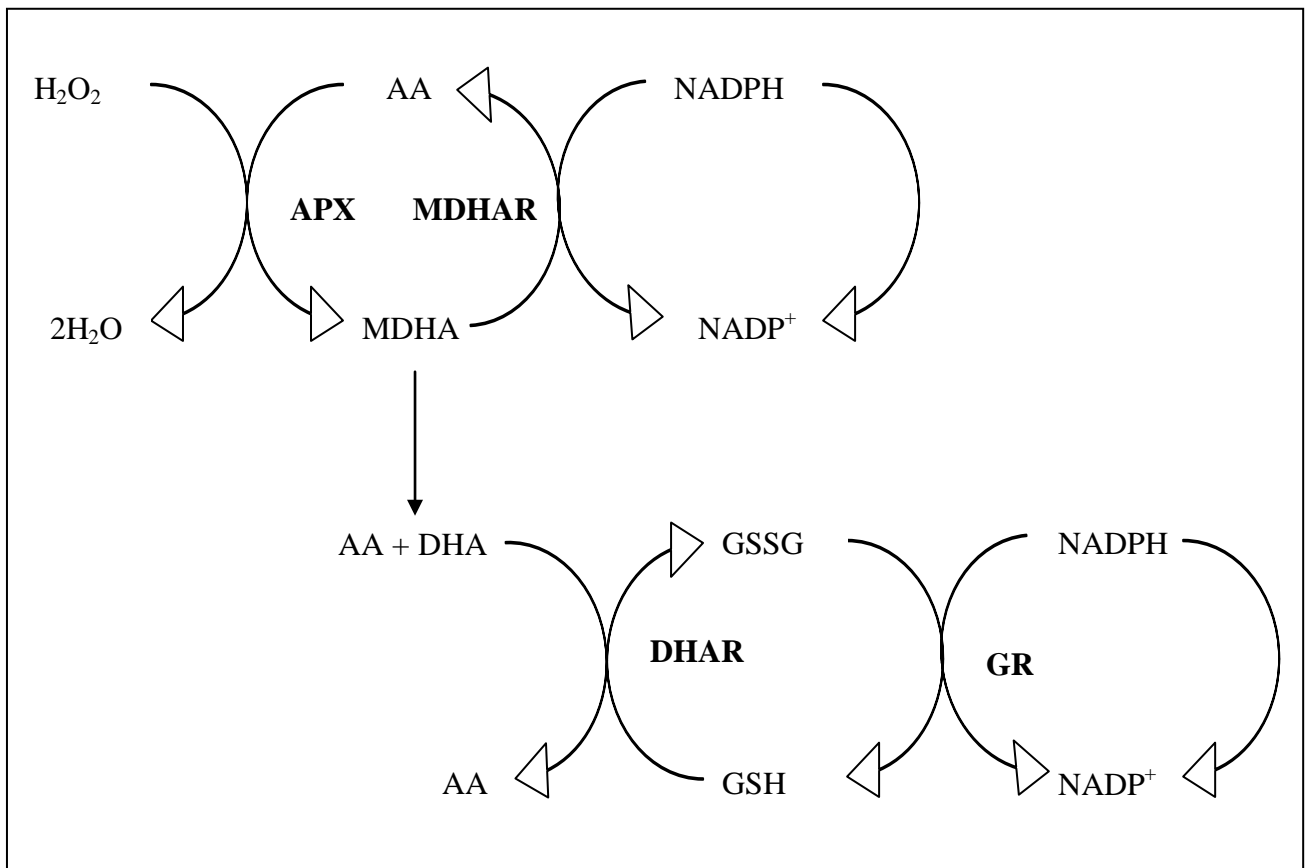 H₂O₂ AA NADPH
APX MDHAR
2H₂O MDHA NADP⁺
AA + DHA GSSG NADPH
DHAR GR
AA GSH NADP⁺